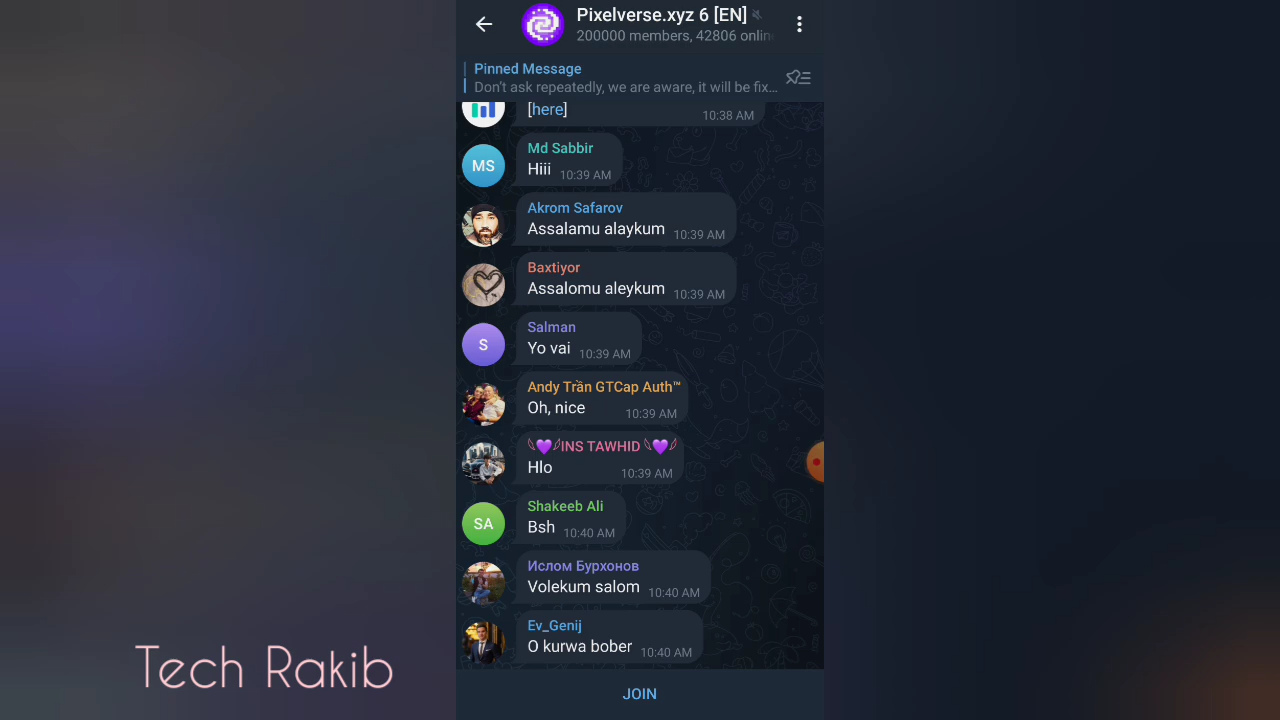 Pixelverse.xyz 6 [EN]
200000 members, 42806 onlin
Pinned Message
Don't ask repeatedly, we are aware, it will be fix...
[here]
10:38 AM
Md Sabbir
MS
Hiii 10:39 AM
Akrom Safarov
Assalamu alaykum 10:39 AM
Baxtiyor
Assalomu aleykum 10:39 AM
Salman
S
Yo vai 10:39 AM
Andy Trần GTCap Auth™
Oh, nice 10:39 AM
INS TAWHID
Hlo 10:39 AM
Shakeeb Ali
SA
Bsh 10:40 AM
Ислом Бурхонов
Volekum salom 10:40 AM
Ev_Genij
O kurwa bober 10:40 AM
JOIN
Tech Rakib